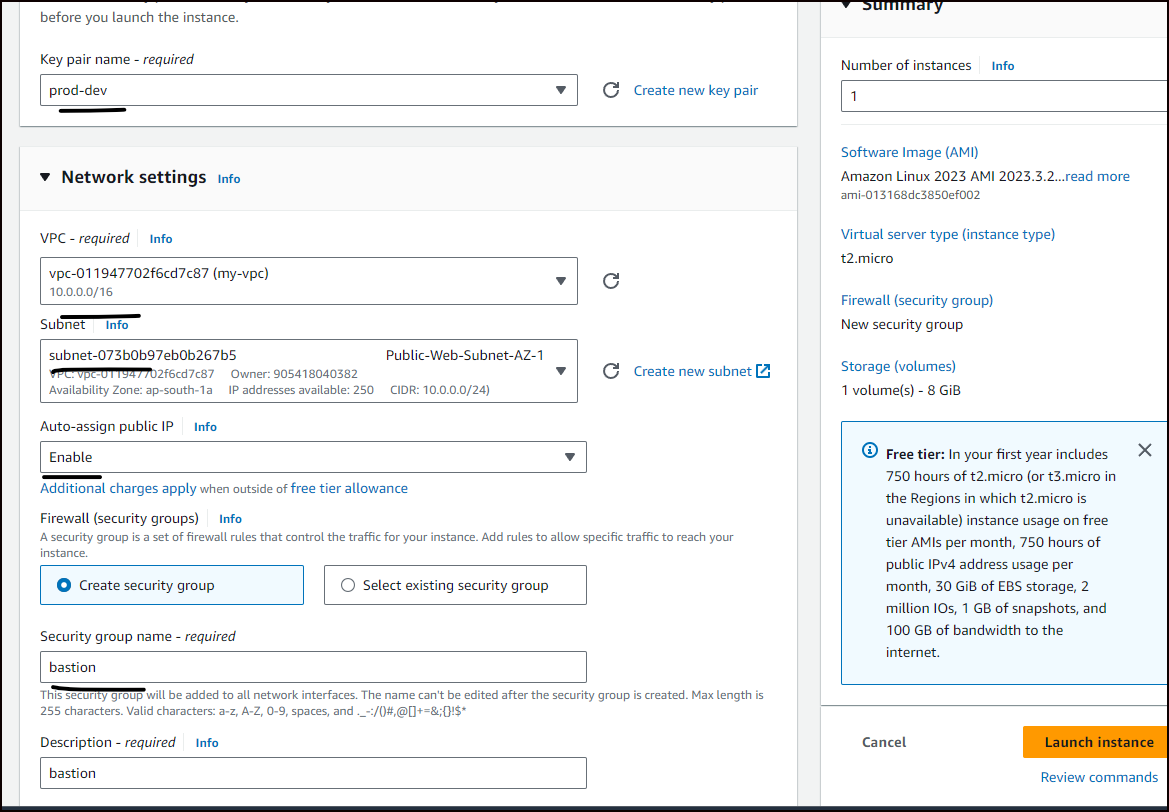 before you launch the instance.
Key pair name - required
prod-dev
Create new key pair
Network settings Info
VPC - required Info
vpc-011947702f6cd7c87 (my-vpc)
10.0.0.0/16
Subnet Info
subnet-073b0b97eb0b267b5 Public-Web-Subnet-AZ-1
VPC: vpc-011947702f6cd7c87 Owner: 905418040382
Availability Zone: ap-south-1a IP addresses available: 250 CIDR: 10.0.0.0/24)
Create new subnet
Auto-assign public IP Info
Enable
Additional charges apply when outside of free tier allowance
Firewall (security groups) Info
A security group is a set of firewall rules that control the traffic for your instance. Add rules to allow specific traffic to reach your
instance.
Create security group
Select existing security group
Security group name - required
bastion
This security group will be added to all network interfaces. The name can't be edited after the security group is created. Max length is
255 characters. Valid characters: a-z, A-Z, 0-9, spaces, and ._-:/()#,@[]+=&;{}!$*
Description - required Info
bastion
Summary
Number of instances Info
1
Software Image (AMI)
Amazon Linux 2023 AMI 2023.3.2...read more
ami-013168dc3850ef002
Virtual server type (instance type)
t2.micro
Firewall (security group)
New security group
Storage (volumes)
1 volume(s) - 8 GiB
Free tier: In your first year includes
750 hours of t2.micro (or t3.micro in
the Regions in which t2.micro is
unavailable) instance usage on free
tier AMIs per month, 750 hours of
public IPv4 address usage per
month, 30 GiB of EBS storage, 2
million IOs, 1 GB of snapshots, and
100 GB of bandwidth to the
internet.
Cancel
Launch instance
Review commands